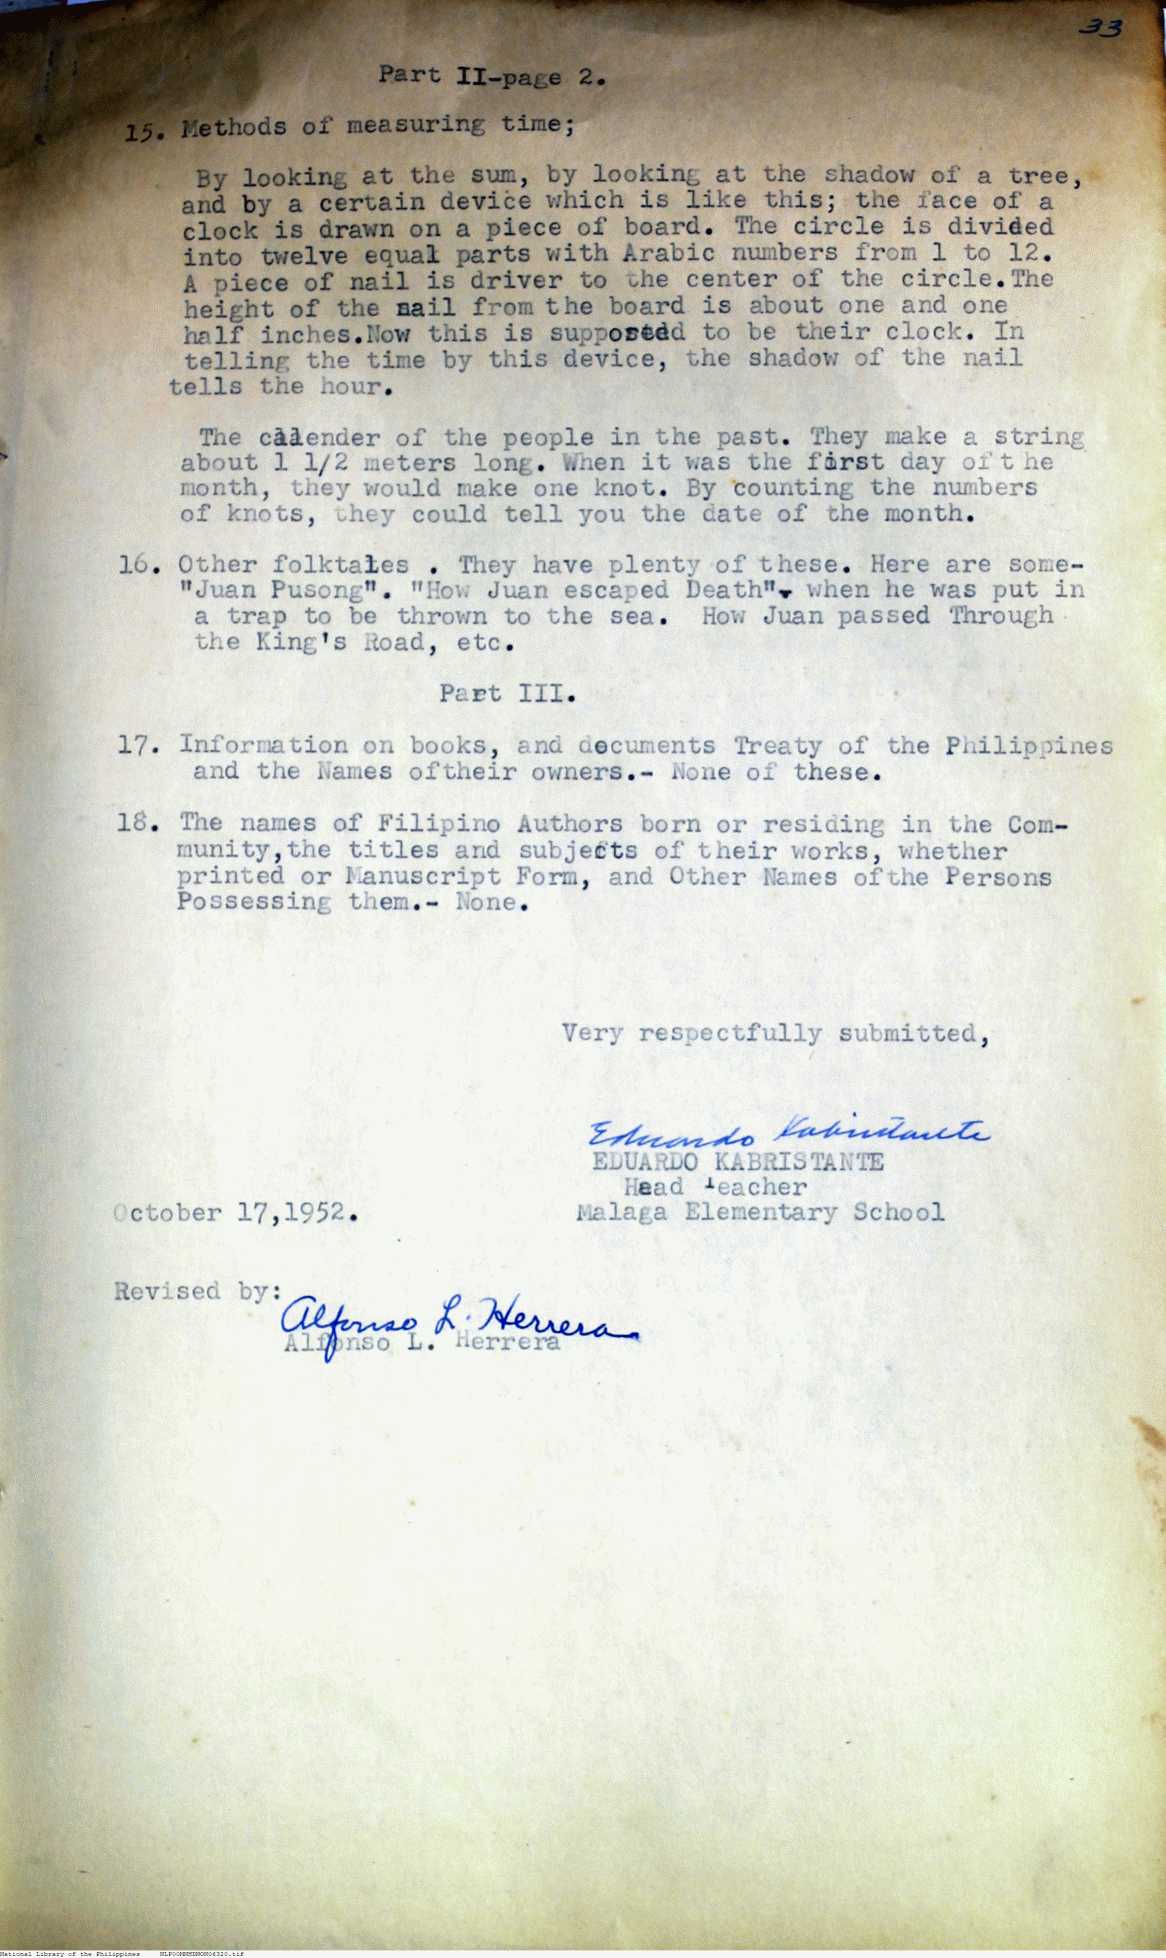 33
Part II-page 2.
15. Methods of measuring time;
By looking at the sum, by looking at the shadow of a tree,
and by a certain device which is like this; the face of a
clock is drawn on a piece of board. The circle is divided
into twelve equal parts with Arabic numbers from 1 to 12.
A piece of nail is driver to the center of the circle.The
height of the nail from the board is about one and one
half inches.Now this is supposedd to be their clock. In
telling the time by this device, the shadow of the nail
tells the hour.
The calender of the people in the past. They make a string
about 1 1/2 meters long. When it was the first day of t he
month, they would make one knot. By counting the numbers
of knots, they could tell you the date of the month.
16. Other folktales . They have plenty of these. Here are some-
"Juan Pusong". "How Juan escaped Death", when he was put in
a trap to be thrown to the sea. How Juan passed Through
the King's Road, etc.
Part III.
17. Information on books, and documents Treaty of the Philippines
and the Names oftheir owners.- None of these.
18. The names of Filipino Authors born or residing in the Com-
munity,the titles and subjects of their works, whether
printed or Manuscript Form, and Other Names ofthe Persons
Possessing them.- None.
Very respectfully submitted,
Eduardo Kabristante
EDUARDO KABRISTANTE
Head Teacher
October 17,1952. Malaga Elementary School
Revised by:
Alfonso L. Herrera
Alfonso L. Herrera
National Library of the Philippines